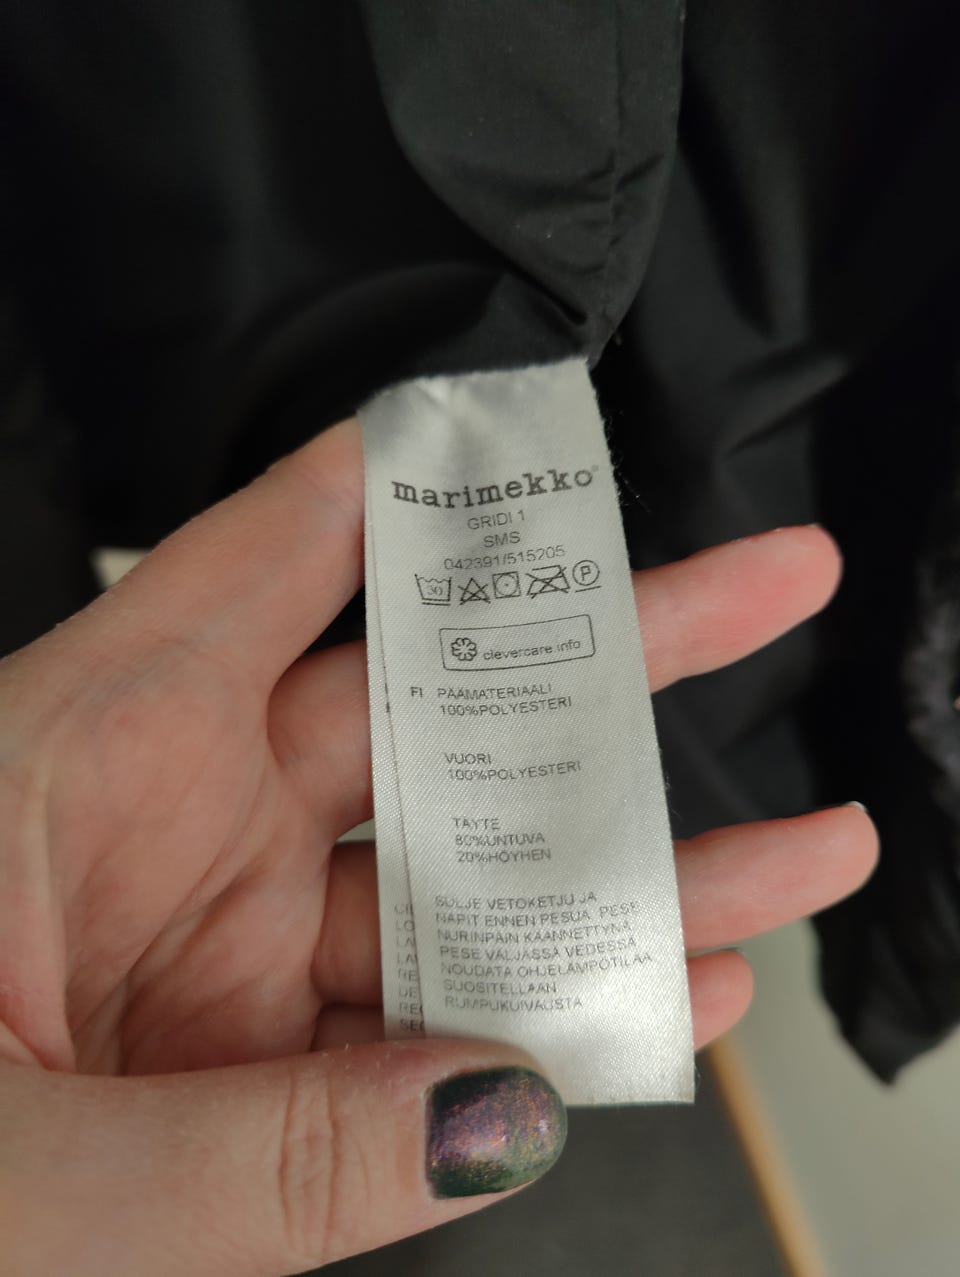 marimekko®
GRIDI 1
SMS
042391/515205
30 P
clevercare.info
FI PÄÄMATERIAALI
100%POLYESTERI
VUORI
100%POLYESTERI
TÄYTE
80%UNTUVA
20%HÖYHEN
SULJE VETOKETJU JA
NAPIT ENNEN PESUA. PESE
NURINPÄIN KÄÄNNETTYNÄ
PESE VÄLJÄSSÄ VEDESSÄ
NOUDATA OHJELÄMPÖTILAA
SUOSITELLAAN
RUMPUKUIVAUSTA